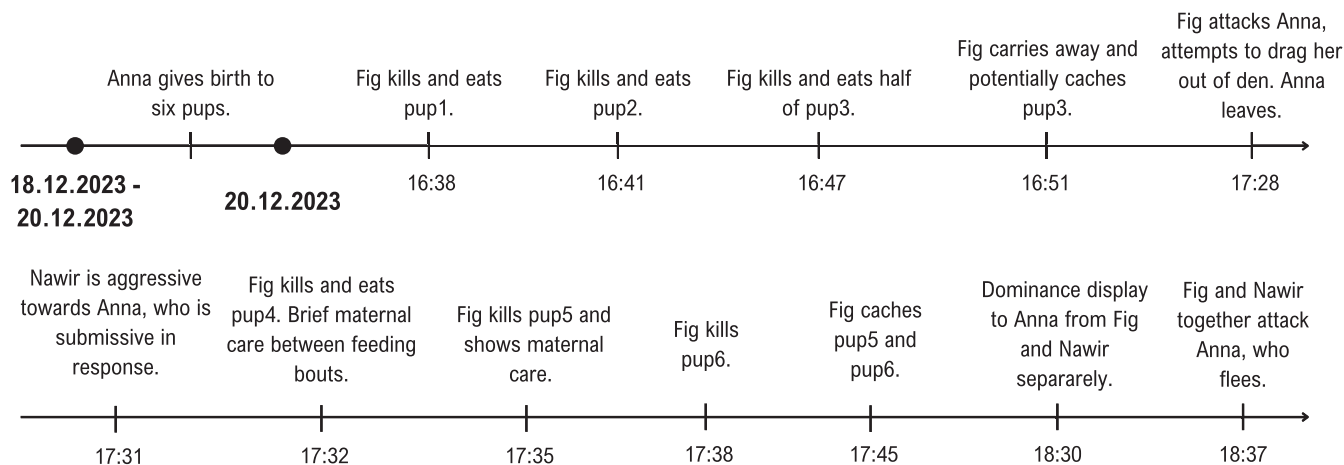 Anna gives birth to
six pups.
Fig kills and eats
pup1.
Fig kills and eats
pup2.
Fig kills and eats half
of pup3.
Fig carries away and
potentially caches
pup3.
Fig attacks Anna,
attempts to drag her
out of den. Anna
leaves.
18.12.2023 -
20.12.2023
20.12.2023
16:38
16:41
16:47
16:51
17:28
Nawir is aggressive
towards Anna, who is
submissive in
response.
Fig kills and eats
pup4. Brief maternal
care between feeding
bouts.
Fig kills pup5 and
shows maternal
care.
Fig kills
pup6.
Fig caches
pup5 and
pup6.
Dominance display
to Anna from Fig
and Nawir
separarely.
Fig and Nawir
together attack
Anna, who
flees.
17:31
17:32
17:35
17:38
17:45
18:30
18:37